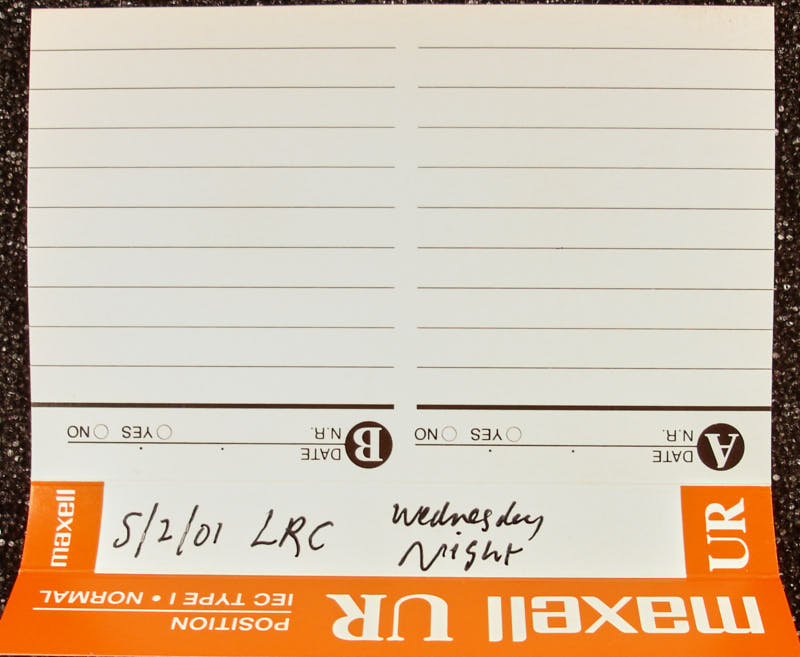 B
N.R.
YES
NO
DATE
A
N.R.
YES
NO
DATE
maxell
5/2/01 LRC
Wednesday
Night
UR
POSITION
IEC TYPE I • NORMAL
maxell UR